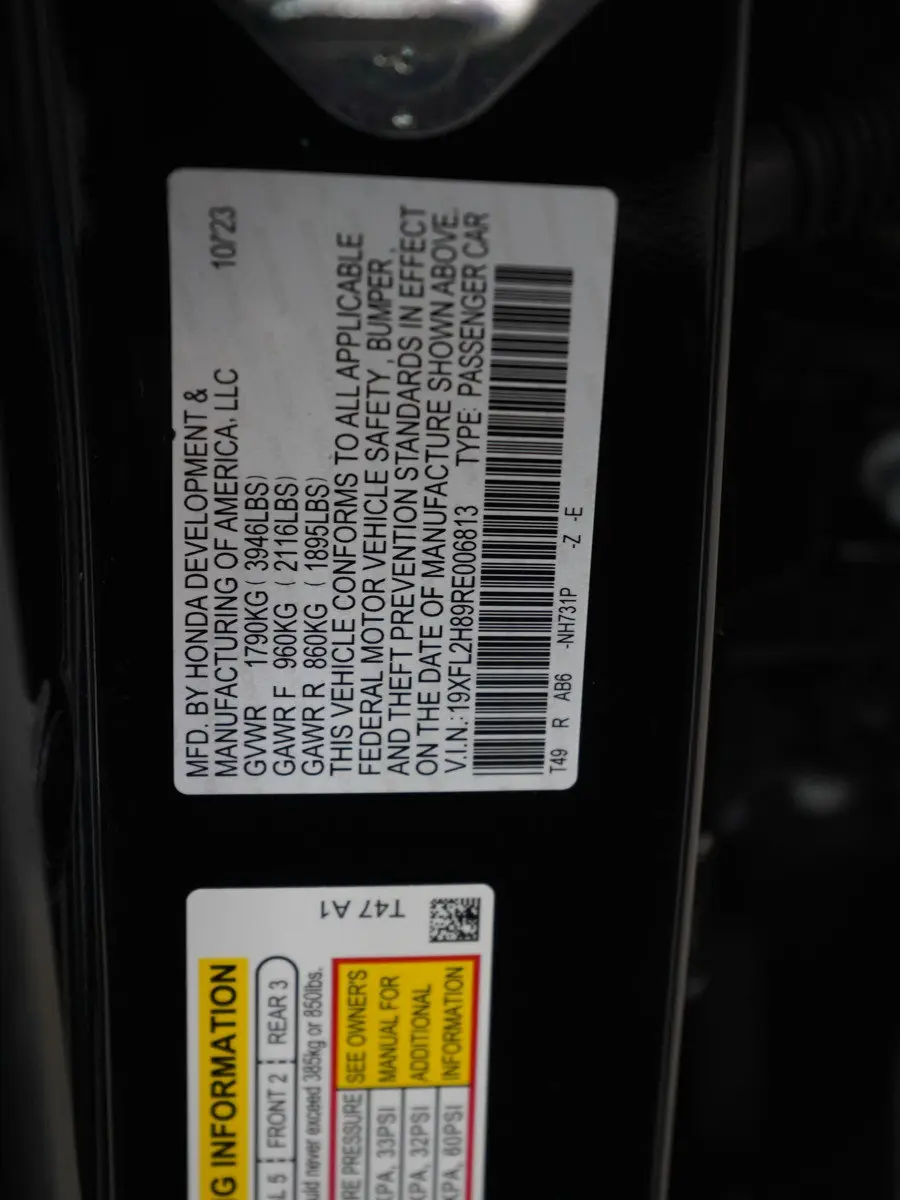 MFD. BY HONDA DEVELOPMENT &
MANUFACTURING OF AMERICA, LLC 10/23
GVWR 1790KG ( 3946LBS)
GAWR F 960KG ( 2116LBS)
GAWR R 860KG ( 1895LBS)
THIS VEHICLE CONFORMS TO ALL APPLICABLE
FEDERAL MOTOR VEHICLE SAFETY , BUMPER ,
AND THEFT PREVENTION STANDARDS IN EFFECT
ON THE DATE OF MANUFACTURE SHOWN ABOVE.
V.I.N.: 19XFL2H89RE006813 TYPE: PASSENGER CAR
T49 R AB6 -NH731P -Z -E
T47 A1
G INFORMATION
L 5 FRONT 2 REAR 3
uld never exceed 385kg or 850lbs.
RE PRESSURE SEE OWNER'S
KPA, 33PSI MANUAL FOR
KPA, 32PSI ADDITIONAL
KPA, 60PSI INFORMATION